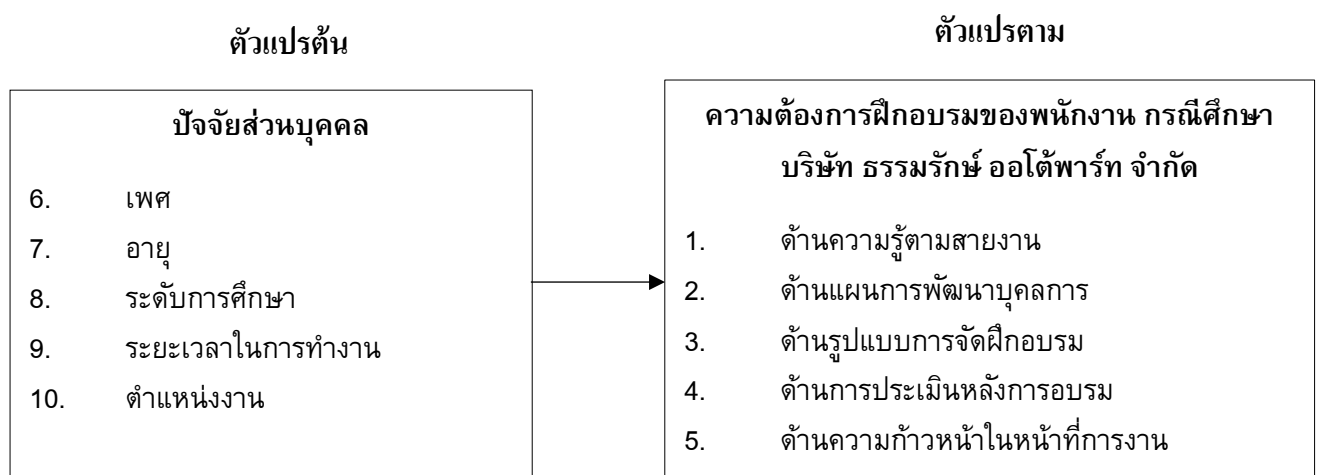 ตัวแปรต้น
ปัจจัยส่วนบุคคล
6. เพศ
7. อายุ
8. ระดับการศึกษา
9. ระยะเวลาในการทำงาน
10. ตำแหน่งงาน
ตัวแปรตาม
ความต้องการฝึกอบรมของพนักงาน กรณีศึกษา
บริษัท ธรรมรักษ์ ออโต้พาร์ท จำกัด
1. ด้านความรู้ตามสายงาน
2. ด้านแผนการพัฒนาบุคลการ
3. ด้านรูปแบบการจัดฝึกอบรม
4. ด้านการประเมินหลังการอบรม
5. ด้านความก้าวหน้าในหน้าที่การงาน